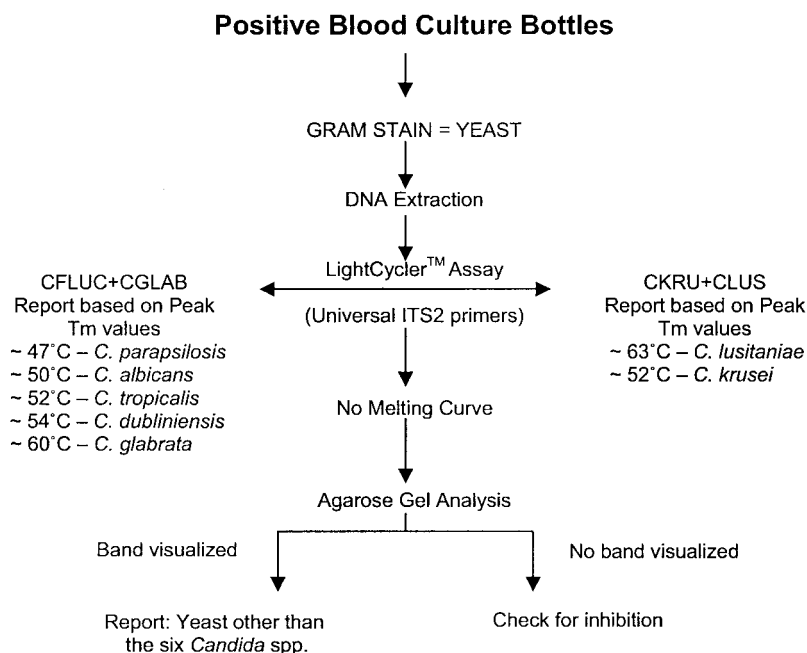 Positive Blood Culture Bottles
GRAM STAIN = YEAST
DNA Extraction
LightCycler™ Assay
(Universal ITS2 primers)
CFLUC+CGLAB
Report based on Peak
Tm values
~ 47°C – C. parapsilosis
~ 50°C – C. albicans
~ 52°C – C. tropicalis
~ 54°C – C. dubliniensis
~ 60°C – C. glabrata
CKRU+CLUS
Report based on Peak
Tm values
~ 63°C – C. lusitaniae
~ 52°C – C. krusei
No Melting Curve
Agarose Gel Analysis
Band visualized
No band visualized
Report: Yeast other than
the six Candida spp.
Check for inhibition